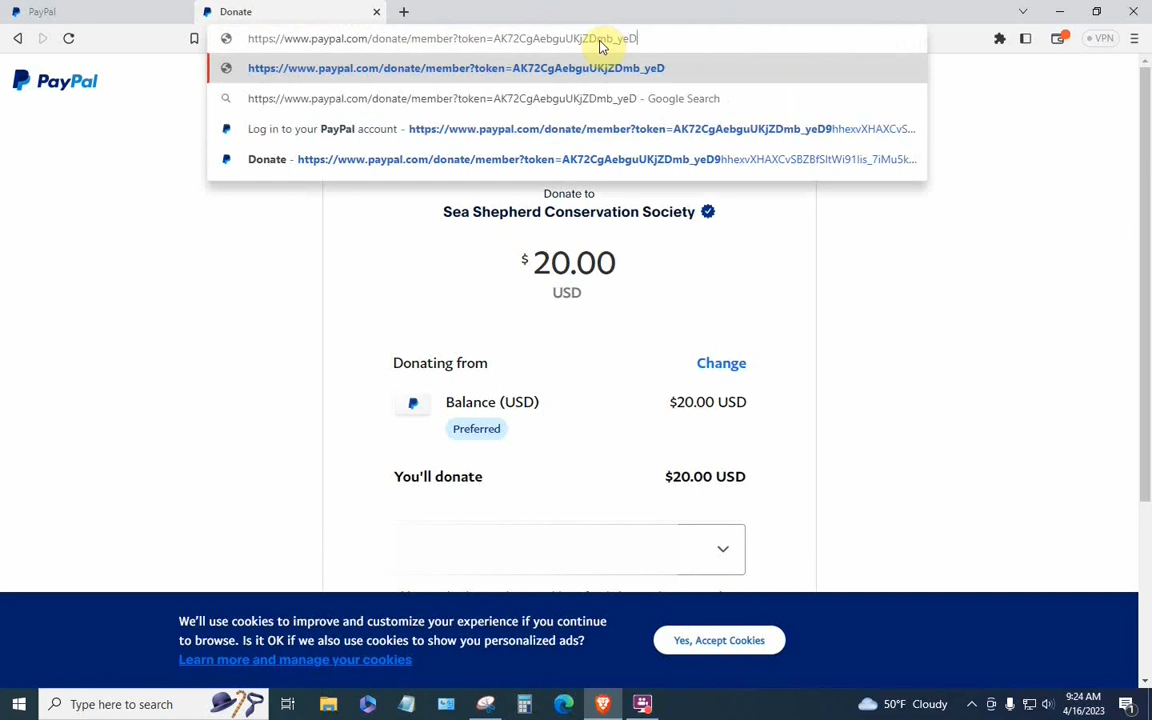 PayPal
Donate
https://www.paypal.com/donate/member?token=AK72CgAebguUKjZDmb_yeD
VPN
https://www.paypal.com/donate/member?token=AK72CgAebguUKjZDmb_yeD
https://www.paypal.com/donate/member?token=AK72CgAebguUKjZDmb_yeD - Google Search
Log in to your PayPal account - https://www.paypal.com/donate/member?token=AK72CgAebguUKjZDmb_yeD9hhexvXHAXCvS...
Donate - https://www.paypal.com/donate/member?token=AK72CgAebguUKjZDmb_yeD9hhexvXHAXCvSBZBfSltWi91lis_7iMu5k...
PayPal
Donate to
Sea Shepherd Conservation Society
$20.00
USD
Donating from
Change
Balance (USD)
$20.00 USD
Preferred
You'll donate
$20.00 USD
We'll use cookies to improve and customize your experience if you continue
to browse. Is it OK if we also use cookies to show you personalized ads?
Learn more and manage your cookies
Yes, Accept Cookies
Type here to search
50°F Cloudy
9:24 AM
4/16/2023
1